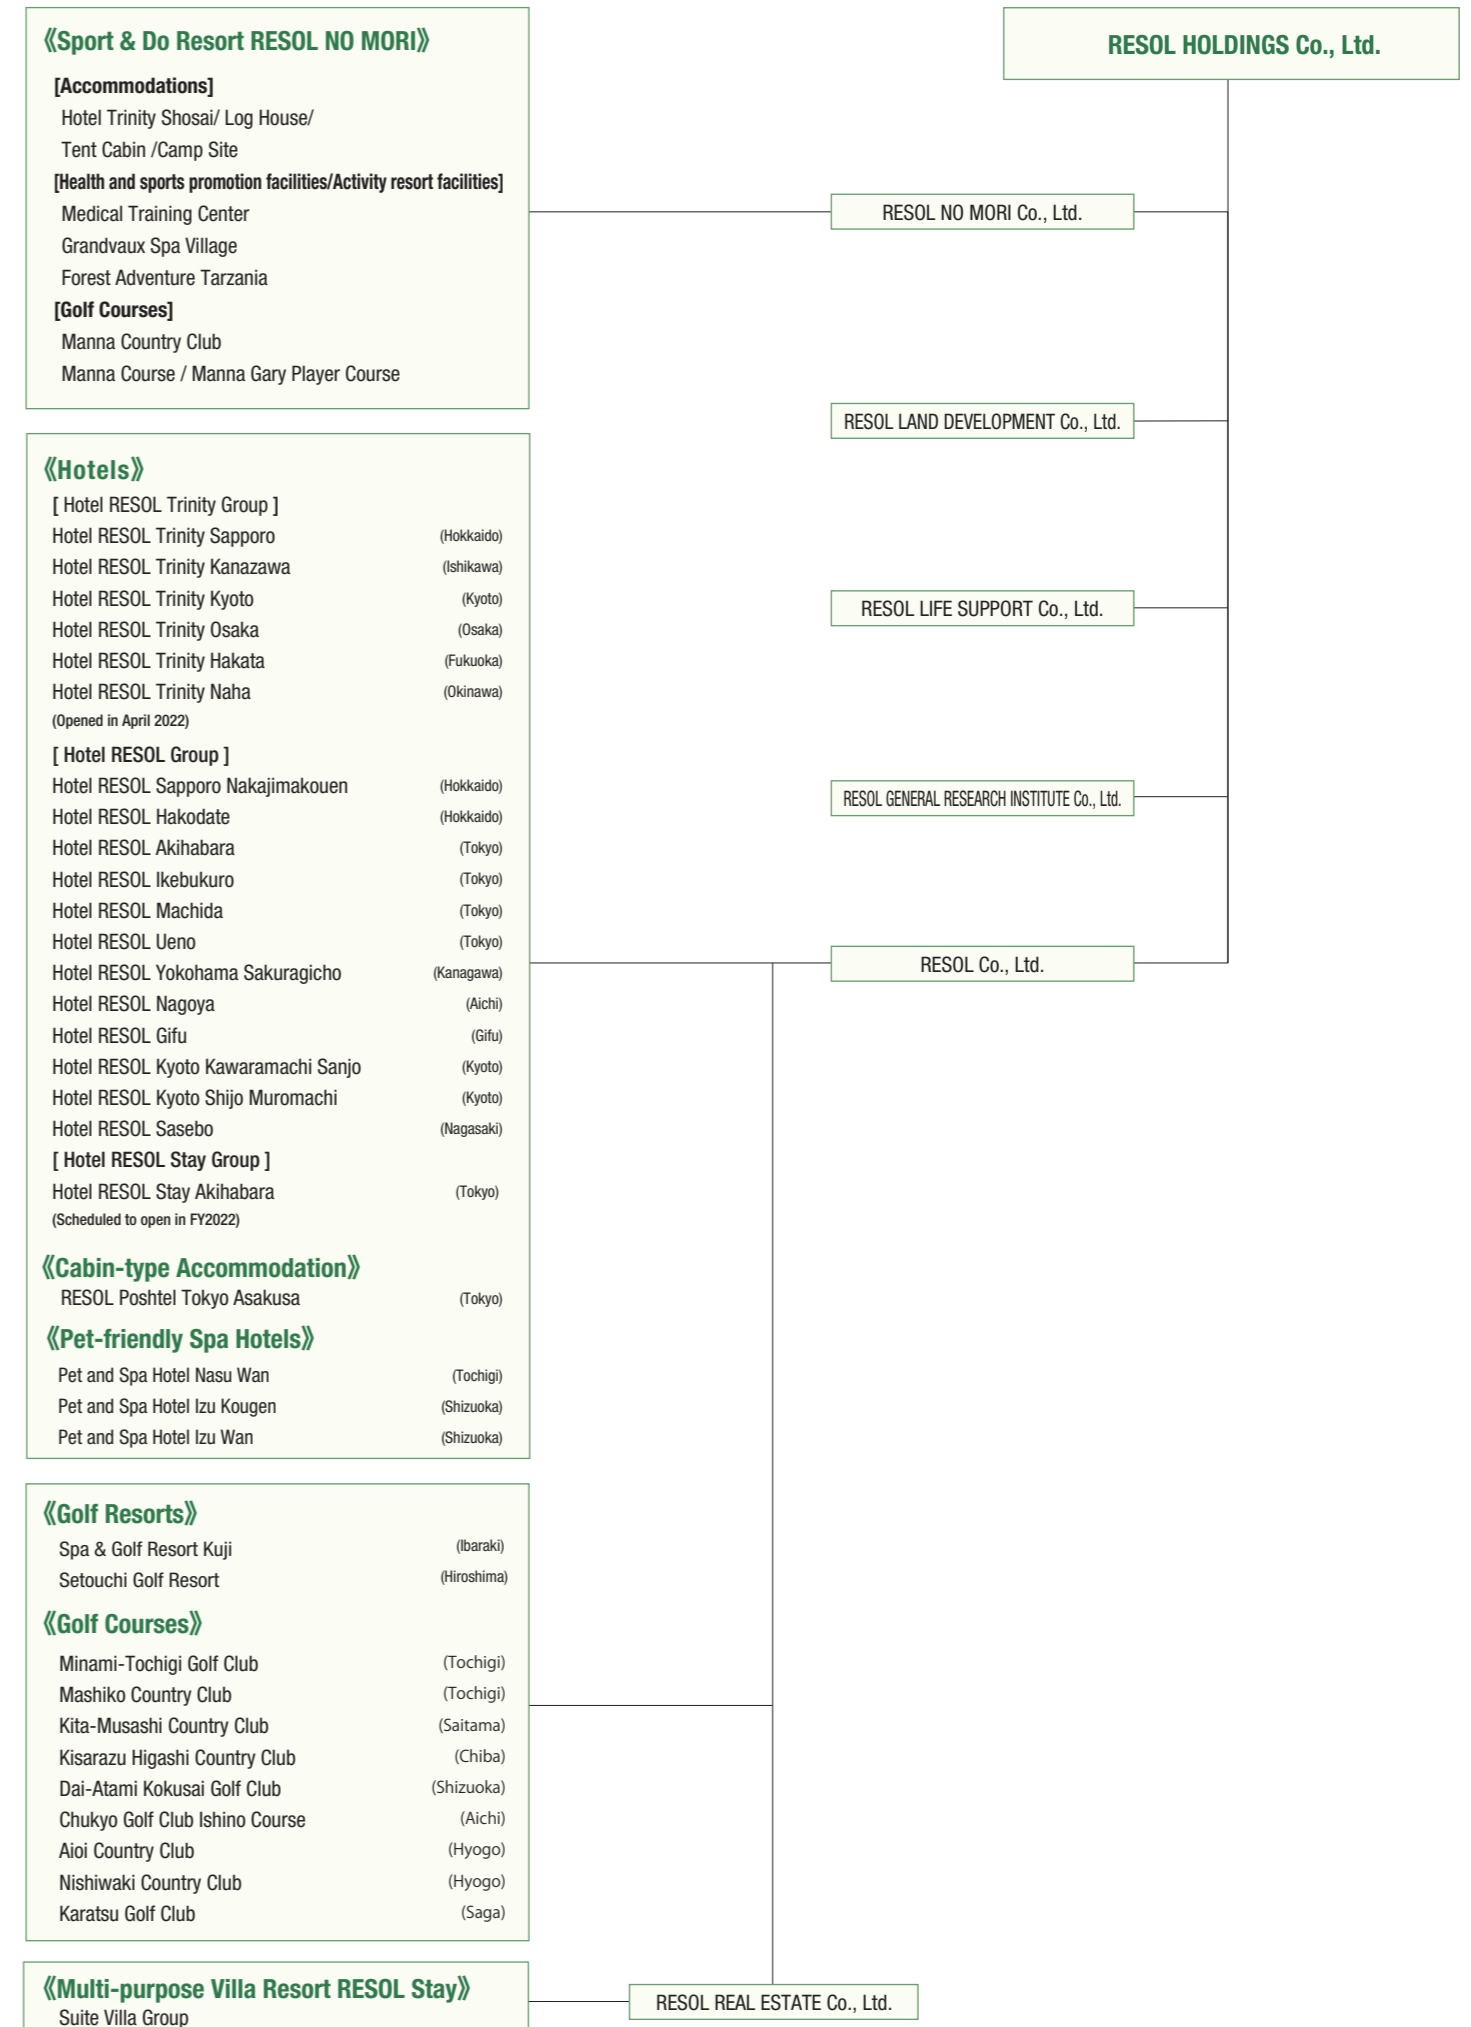 《Sport & Do Resort RESOL NO MORI》
[Accommodations]
Hotel Trinity Shosai/ Log House/
Tent Cabin /Camp Site
[Health and sports promotion facilities/Activity resort facilities]
Medical Training Center
Grandvaux Spa Village
Forest Adventure Tarzania
[Golf Courses]
Manna Country Club
Manna Course / Manna Gary Player Course
RESOL HOLDINGS Co., Ltd.
RESOL NO MORI Co., Ltd.
RESOL LAND DEVELOPMENT Co., Ltd.
RESOL LIFE SUPPORT Co., Ltd.
RESOL GENERAL RESEARCH INSTITUTE Co., Ltd.
RESOL Co., Ltd.
《Hotels》
[ Hotel RESOL Trinity Group ]
Hotel RESOL Trinity Sapporo (Hokkaido)
Hotel RESOL Trinity Kanazawa (Ishikawa)
Hotel RESOL Trinity Kyoto (Kyoto)
Hotel RESOL Trinity Osaka (Osaka)
Hotel RESOL Trinity Hakata (Fukuoka)
Hotel RESOL Trinity Naha (Okinawa)
(Opened in April 2022)
[ Hotel RESOL Group ]
Hotel RESOL Sapporo Nakajimakouen (Hokkaido)
Hotel RESOL Hakodate (Hokkaido)
Hotel RESOL Akihabara (Tokyo)
Hotel RESOL Ikebukuro (Tokyo)
Hotel RESOL Machida (Tokyo)
Hotel RESOL Ueno (Tokyo)
Hotel RESOL Yokohama Sakuragicho (Kanagawa)
Hotel RESOL Nagoya (Aichi)
Hotel RESOL Gifu (Gifu)
Hotel RESOL Kyoto Kawaramachi Sanjo (Kyoto)
Hotel RESOL Kyoto Shijo Muromachi (Kyoto)
Hotel RESOL Sasebo (Nagasaki)
[ Hotel RESOL Stay Group ]
Hotel RESOL Stay Akihabara (Tokyo)
(Scheduled to open in FY2022)
《Cabin-type Accommodation》
RESOL Poshtel Tokyo Asakusa (Tokyo)
《Pet-friendly Spa Hotels》
Pet and Spa Hotel Nasu Wan (Tochigi)
Pet and Spa Hotel Izu Kougen (Shizuoka)
Pet and Spa Hotel Izu Wan (Shizuoka)
《Golf Resorts》
Spa & Golf Resort Kuji (Ibaraki)
Setouchi Golf Resort (Hiroshima)
《Golf Courses》
Minami-Tochigi Golf Club (Tochigi)
Mashiko Country Club (Tochigi)
Kita-Musashi Country Club (Saitama)
Kisarazu Higashi Country Club (Chiba)
Dai-Atami Kokusai Golf Club (Shizuoka)
Chukyo Golf Club Ishino Course (Aichi)
Aioi Country Club (Hyogo)
Nishiwaki Country Club (Hyogo)
Karatsu Golf Club (Saga)
《Multi-purpose Villa Resort RESOL Stay》
Suite Villa Group
RESOL REAL ESTATE Co., Ltd.